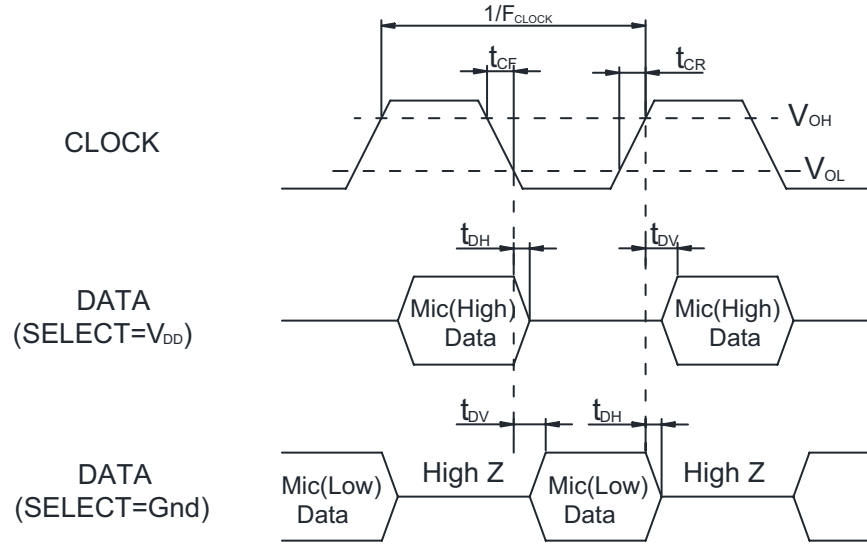 1/FCLOCK
tCF
tCR
CLOCK
VOH
VOL
tDH
tDV
DATA
(SELECT=VDD)
Mic(High)
Data
Mic(High)
Data
tDV
tDH
DATA
(SELECT=Gnd)
Mic(Low)
Data
High Z
Mic(Low)
Data
High Z